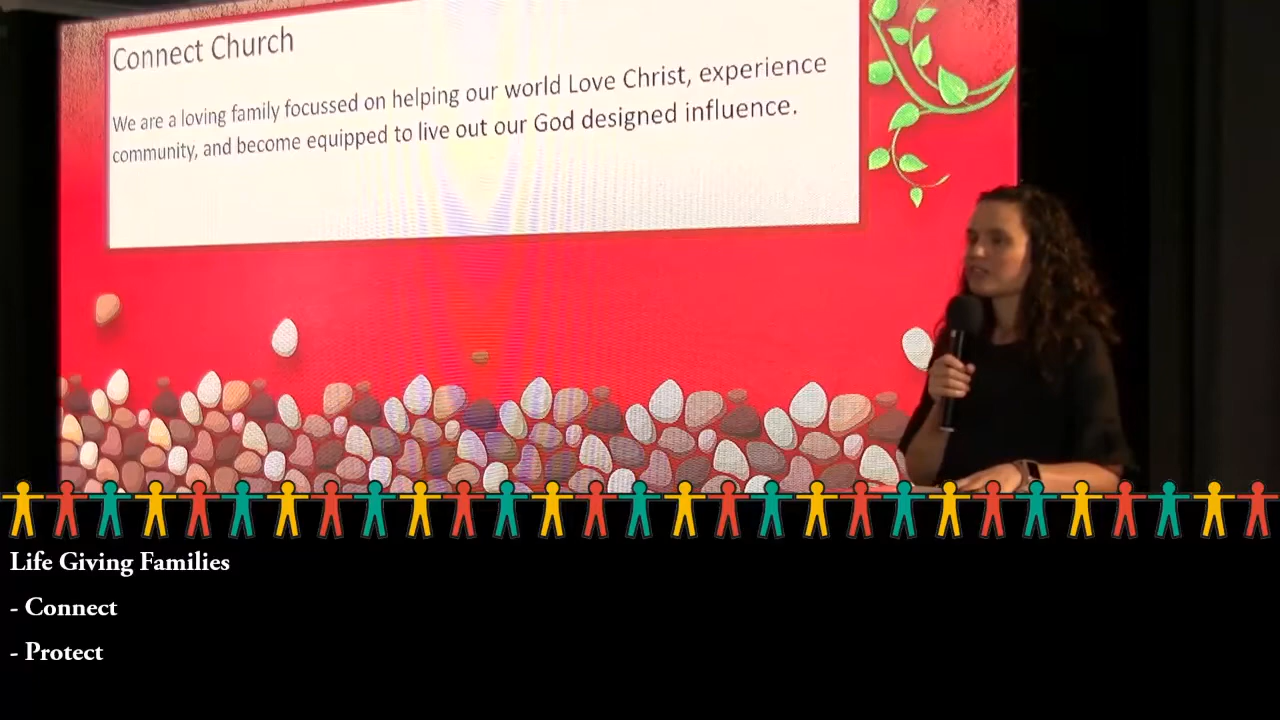 Connect Church
We are a loving family focussed on helping our world Love Christ, experience
community, and become equipped to live out our God designed influence.
Life Giving Families
- Connect
- Protect